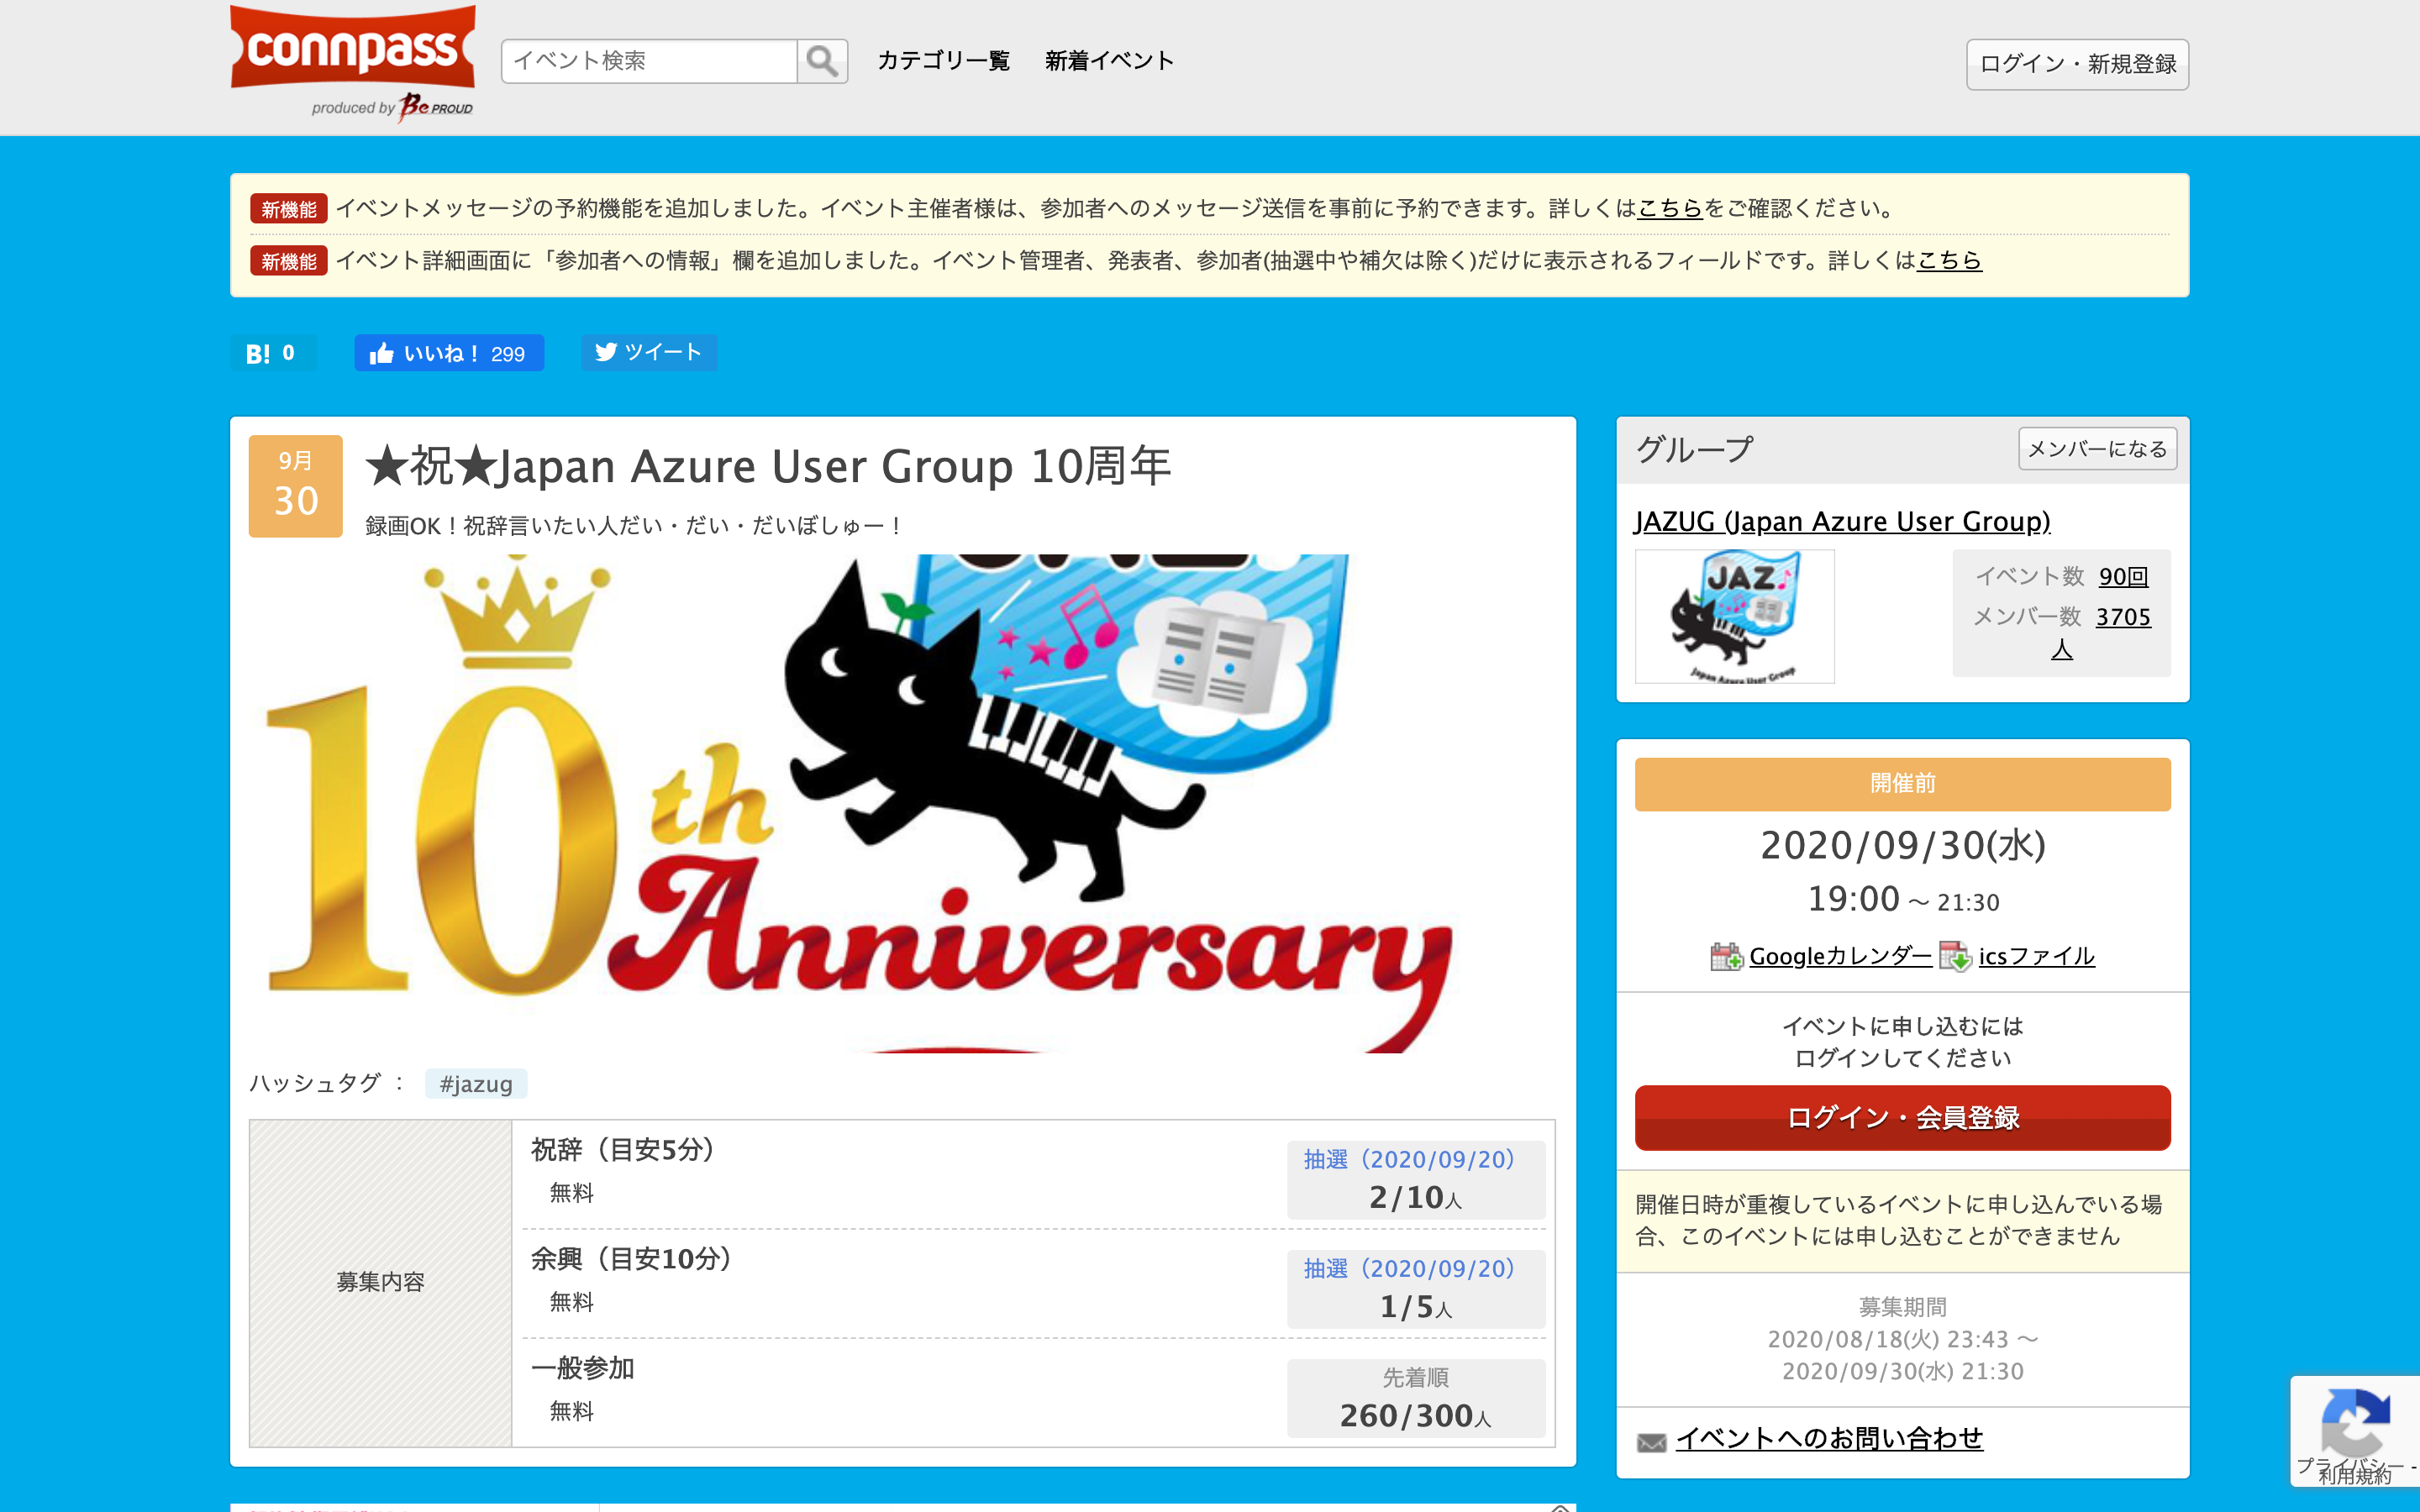 connpass
produced by Be PROUD
イベント検索
カテゴリ一覧
新着イベント
ログイン・新規登録
新機能 イベントメッセージの予約機能を追加しました。イベント主催者様は、参加者へのメッセージ送信を事前に予約できます。詳しくはこちらをご確認ください。
新機能 イベント詳細画面に「参加者への情報」欄を追加しました。イベント管理者、発表者、参加者(抽選中や補欠は除く)だけに表示されるフィールドです。詳しくはこちら
B! 0
いいね！ 299
ツイート
9月
30
★祝★Japan Azure User Group 10周年
録画OK！祝辞言いたい人だい・だい・だいぼしゅー！
10th
Anniversary
ハッシュタグ ： #jazug
募集内容
祝辞（目安5分）
無料
抽選（2020/09/20）
2/10人
余興（目安10分）
無料
抽選（2020/09/20）
1/5人
一般参加
無料
先着順
260/300人
グループ
メンバーになる
JAZUG (Japan Azure User Group)
JAZ
Japan Azure User Group
イベント数 90回
メンバー数 3705
人
開催前
2020/09/30(水)
19:00 〜 21:30
Googleカレンダー icsファイル
イベントに申し込むには
ログインしてください
ログイン・会員登録
開催日時が重複しているイベントに申し込んでいる場
合、このイベントには申し込むことができません
募集期間
2020/08/18(火) 23:43 〜
2020/09/30(水) 21:30
イベントへのお問い合わせ
プライバシー -
利用規約